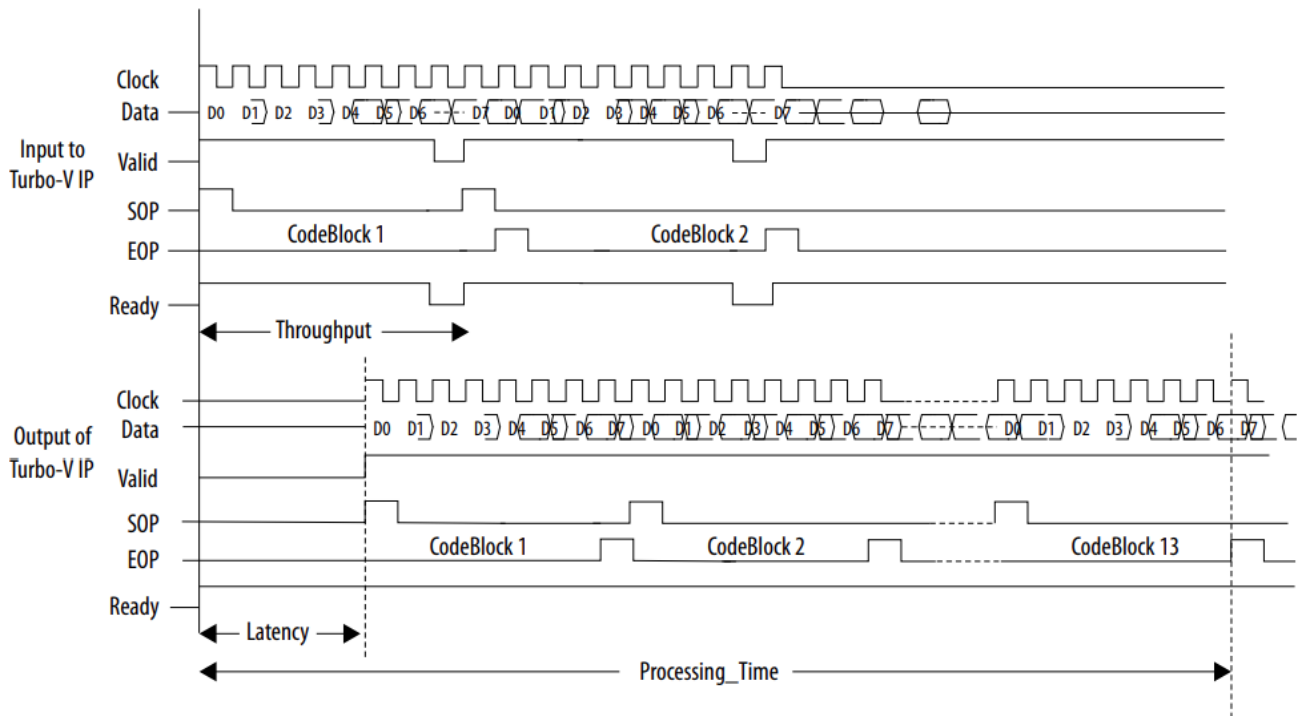 Clock
Data D0 D1 D2 D3 D4 D5 D6 D7 D0 D1 D2 D3 D4 D5 D6 D7
Input to
Turbo-V IP
Valid
SOP
CodeBlock 1 CodeBlock 2
EOP
Ready
Throughput
Clock
Data D0 D1 D2 D3 D4 D5 D6 D7 D0 D1 D2 D3 D4 D5 D6 D7 D0 D1 D2 D3 D4 D5 D6 D7
Output of
Turbo-V IP
Valid
SOP
CodeBlock 1 CodeBlock 2 CodeBlock 13
EOP
Ready
Latency
Processing_Time